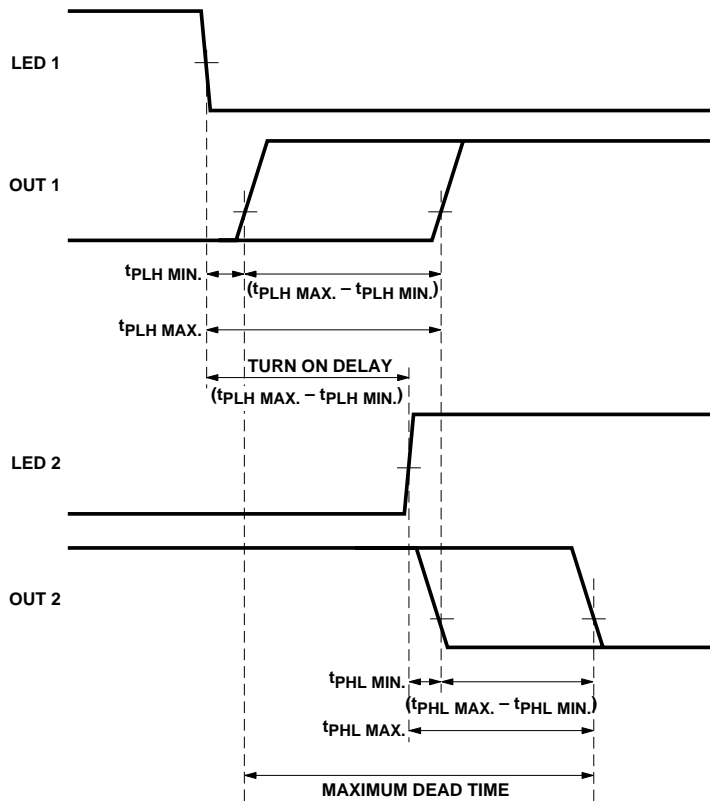 LED 1
OUT 1
tPLH MIN.
(tPLH MAX. – tPLH MIN.)
tPLH MAX.
TURN ON DELAY
(tPLH MAX. – tPLH MIN.)
LED 2
OUT 2
tPHL MIN.
(tPHL MAX. – tPHL MIN.)
tPHL MAX.
MAXIMUM DEAD TIME